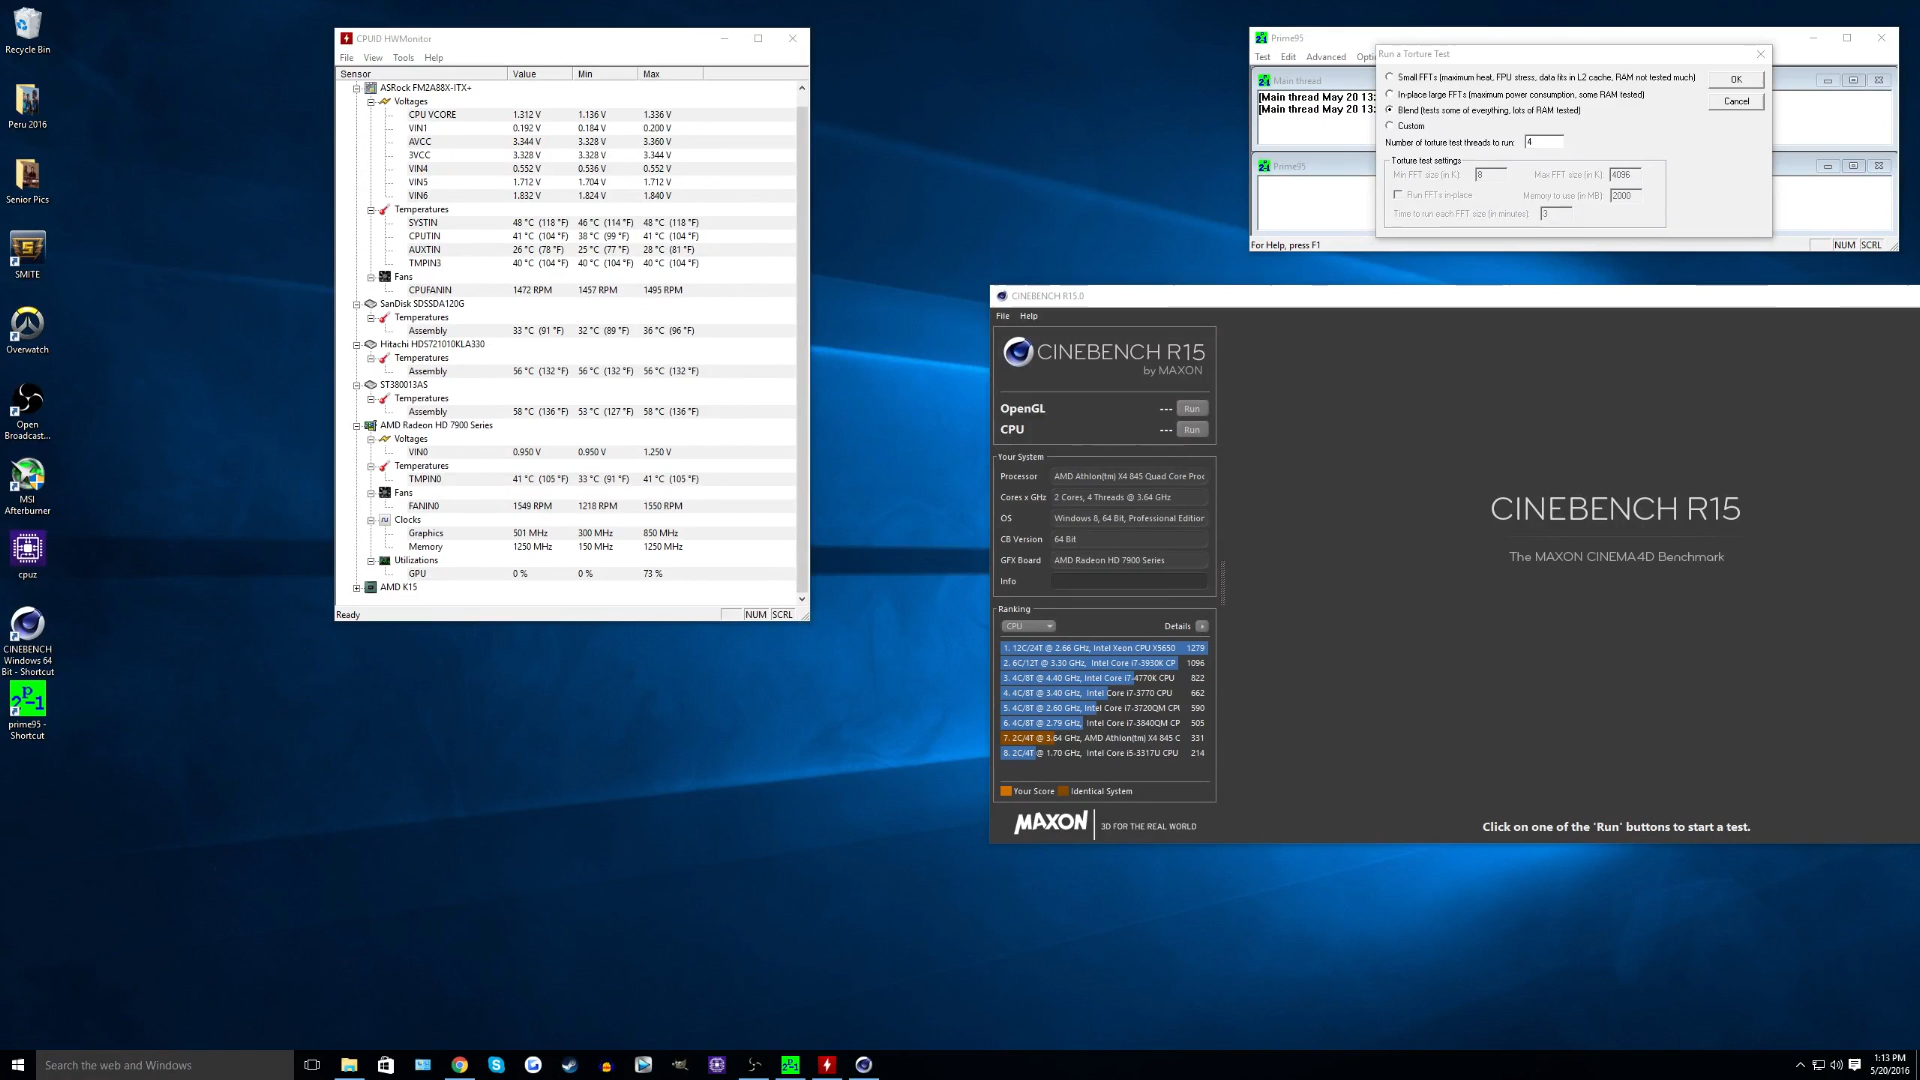 Recycle Bin
Peru 2016
Senior Pics
SMITE
Overwatch
Open
Broadcast...
MSI
Afterburner
cpuz
CINEBENCH
Windows 64
Bit - Shortcut
prime95 -
Shortcut
CPUID HWMonitor
File View Tools Help
Sensor Value Min Max
ASRock FM2A88X-ITX+
Voltages
CPU VCORE 1.312 V 1.136 V 1.336 V
VIN1 0.192 V 0.184 V 0.200 V
AVCC 3.344 V 3.328 V 3.360 V
3VCC 3.328 V 3.328 V 3.344 V
VIN4 0.552 V 0.536 V 0.552 V
VIN5 1.712 V 1.704 V 1.712 V
VIN6 1.832 V 1.824 V 1.840 V
Temperatures
SYSTIN 48 °C (118 °F) 46 °C (114 °F) 48 °C (118 °F)
CPUTIN 41 °C (104 °F) 38 °C (99 °F) 41 °C (104 °F)
AUXTIN 26 °C (78 °F) 25 °C (77 °F) 28 °C (81 °F)
TMPIN3 40 °C (104 °F) 40 °C (104 °F) 40 °C (104 °F)
Fans
CPUFANIN 1472 RPM 1457 RPM 1495 RPM
SanDisk SDSSDA120G
Temperatures
Assembly 33 °C (91 °F) 32 °C (89 °F) 36 °C (96 °F)
Hitachi HDS721010KLA330
Temperatures
Assembly 56 °C (132 °F) 56 °C (132 °F) 56 °C (132 °F)
ST380013AS
Temperatures
Assembly 58 °C (136 °F) 53 °C (127 °F) 58 °C (136 °F)
AMD Radeon HD 7900 Series
Voltages
VIN0 0.950 V 0.950 V 1.250 V
Temperatures
TMPIN0 41 °C (105 °F) 33 °C (91 °F) 41 °C (105 °F)
Fans
FANIN0 1549 RPM 1218 RPM 1550 RPM
Clocks
Graphics 501 MHz 300 MHz 850 MHz
Memory 1250 MHz 150 MHz 1250 MHz
Utilizations
GPU 0 % 0 % 73 %
AMD K15
Ready NUM SCRL
Prime95
Test Edit Advanced Optio
Main thread
[Main thread May 20 13:
[Main thread May 20 13:
Prime95
For Help, press F1 NUM SCRL
Run a Torture Test
Small FFTs (maximum heat, FPU stress, data fits in L2 cache, RAM not tested much)
In-place large FFTs (maximum power consumption, some RAM tested)
Blend (tests some of everything, lots of RAM tested)
Custom
OK
Cancel
Number of torture test threads to run: 4
Torture test settings
Min FFT size (in K): 8 Max FFT size (in K): 4096
Run FFTs in-place Memory to use (in MB): 2000
Time to run each FFT size (in minutes): 3
CINEBENCH R15.0
File Help
CINEBENCH R15
by MAXON
OpenGL --- Run
CPU --- Run
Your System
Processor AMD Athlon(tm) X4 845 Quad Core Proc
Cores x GHz 2 Cores, 4 Threads @ 3.64 GHz
OS Windows 8, 64 Bit, Professional Edition
CB Version 64 Bit
GFX Board AMD Radeon HD 7900 Series
Info
Ranking
CPU Details
1. 12C/24T @ 2.66 GHz, Intel Xeon CPU X5650 1279
2. 6C/12T @ 3.30 GHz, Intel Core i7-3930K CP 1096
3. 4C/8T @ 4.40 GHz, Intel Core i7-4770K CPU 822
4. 4C/8T @ 3.40 GHz, Intel Core i7-3770 CPU 662
5. 4C/8T @ 2.60 GHz, Intel Core i7-3720QM CPU 590
6. 4C/8T @ 2.79 GHz, Intel Core i7-3840QM CP 505
7. 2C/4T @ 3.64 GHz, AMD Athlon(tm) X4 845 C 331
8. 2C/4T @ 1.70 GHz, Intel Core i5-3317U CPU 214
Your Score Identical System
MAXON 3D FOR THE REAL WORLD
CINEBENCH R15
The MAXON CINEMA 4D Benchmark
Click on one of the 'Run' buttons to start a test.
Search the web and Windows
1:13 PM
5/20/2016